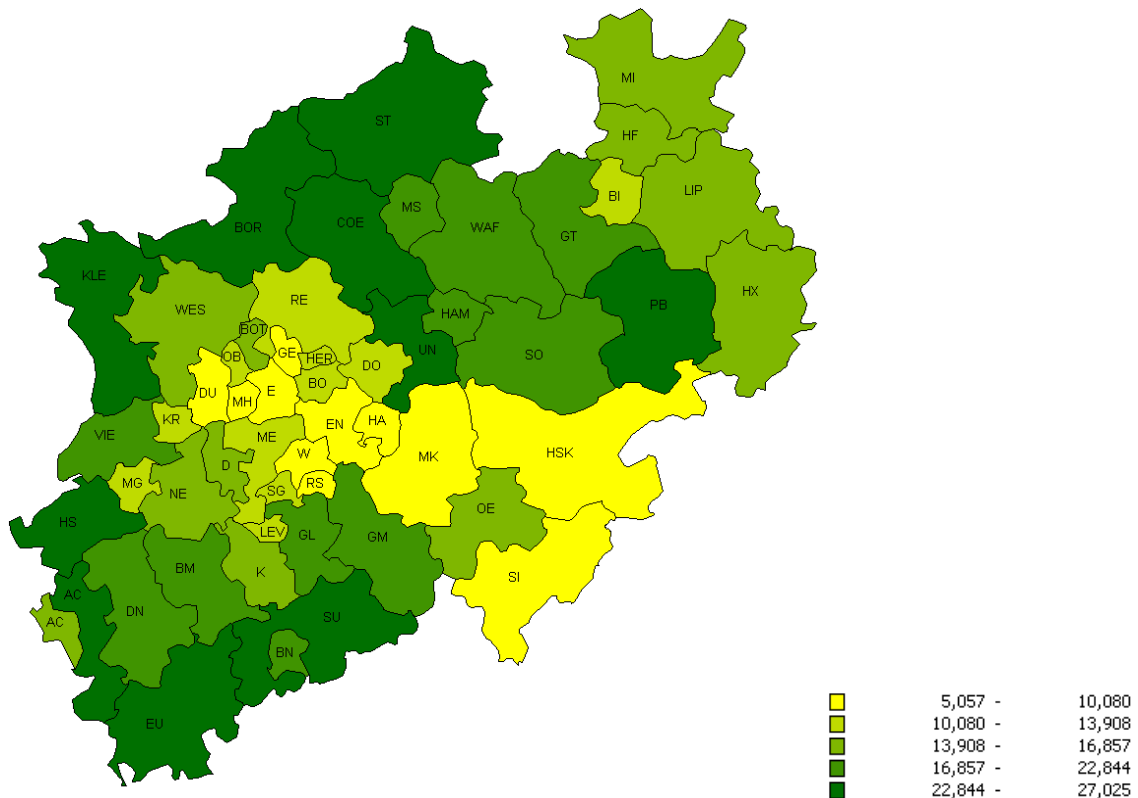 MI
ST
HF
LIP
BI
MS
COE
WAF
BOR
GT
KLE
HX
RE
PB
WES
HAM
BOT
UN
GE
SO
OB
HER
DO
BO
DU
E
MH
KR
HA
EN
VIE
ME
W
MK
HSK
D
MG
RS
NE
SG
OE
HS
LEV
GL
GM
BM
K
SI
AC
DN
SU
AC
BN
EU
5,057 - 10,080
10,080 - 13,908
13,908 - 16,857
16,857 - 22,844
22,844 - 27,025